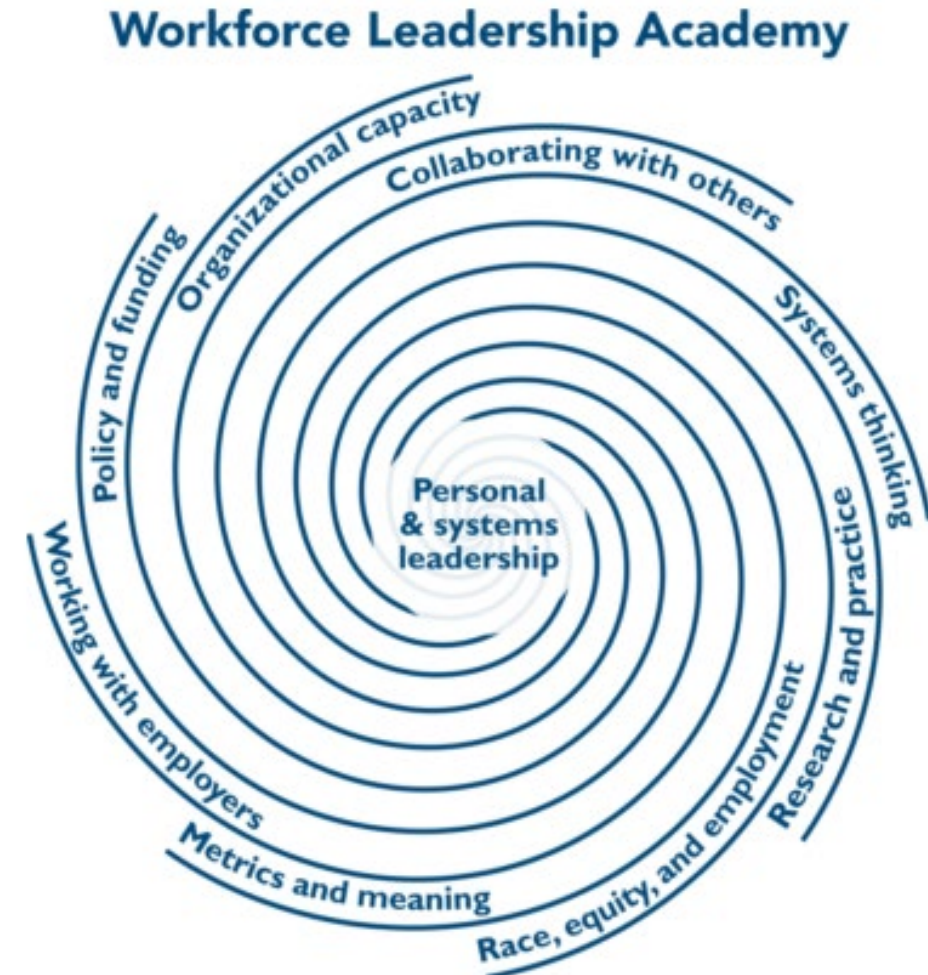 Workforce Leadership Academy
Organizational capacity
Collaborating with others
Systems thinking
Policy and funding
Personal
& systems
leadership
Research and practice
Working with employers
Race, equity, and employment
Metrics and meaning